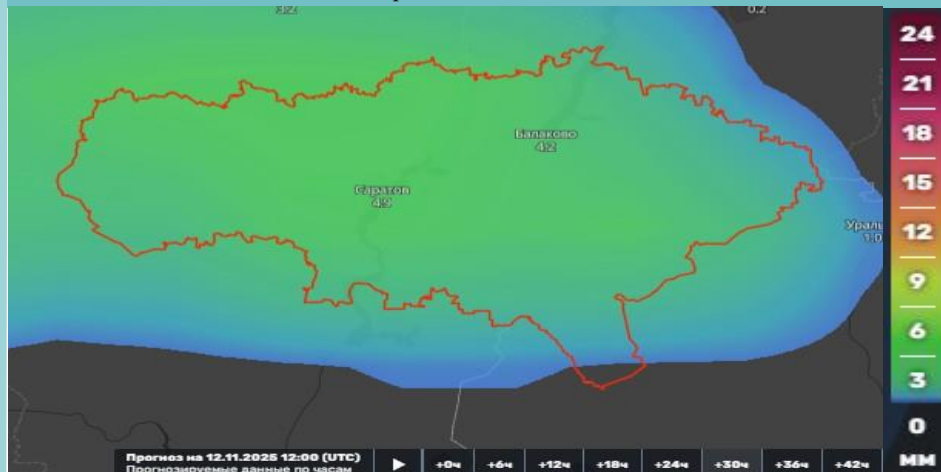 3.2
0.2
Балаково
4.2
Саратов
4.9
Ураль
1.0
24
21
18
15
12
9
6
3
0
мм
Прогноз на 12.11.2025 12:00 (UTC)
Прогнозируемые данные по часам
+0ч +6ч +12ч +18ч +24ч +30ч +36ч +42ч